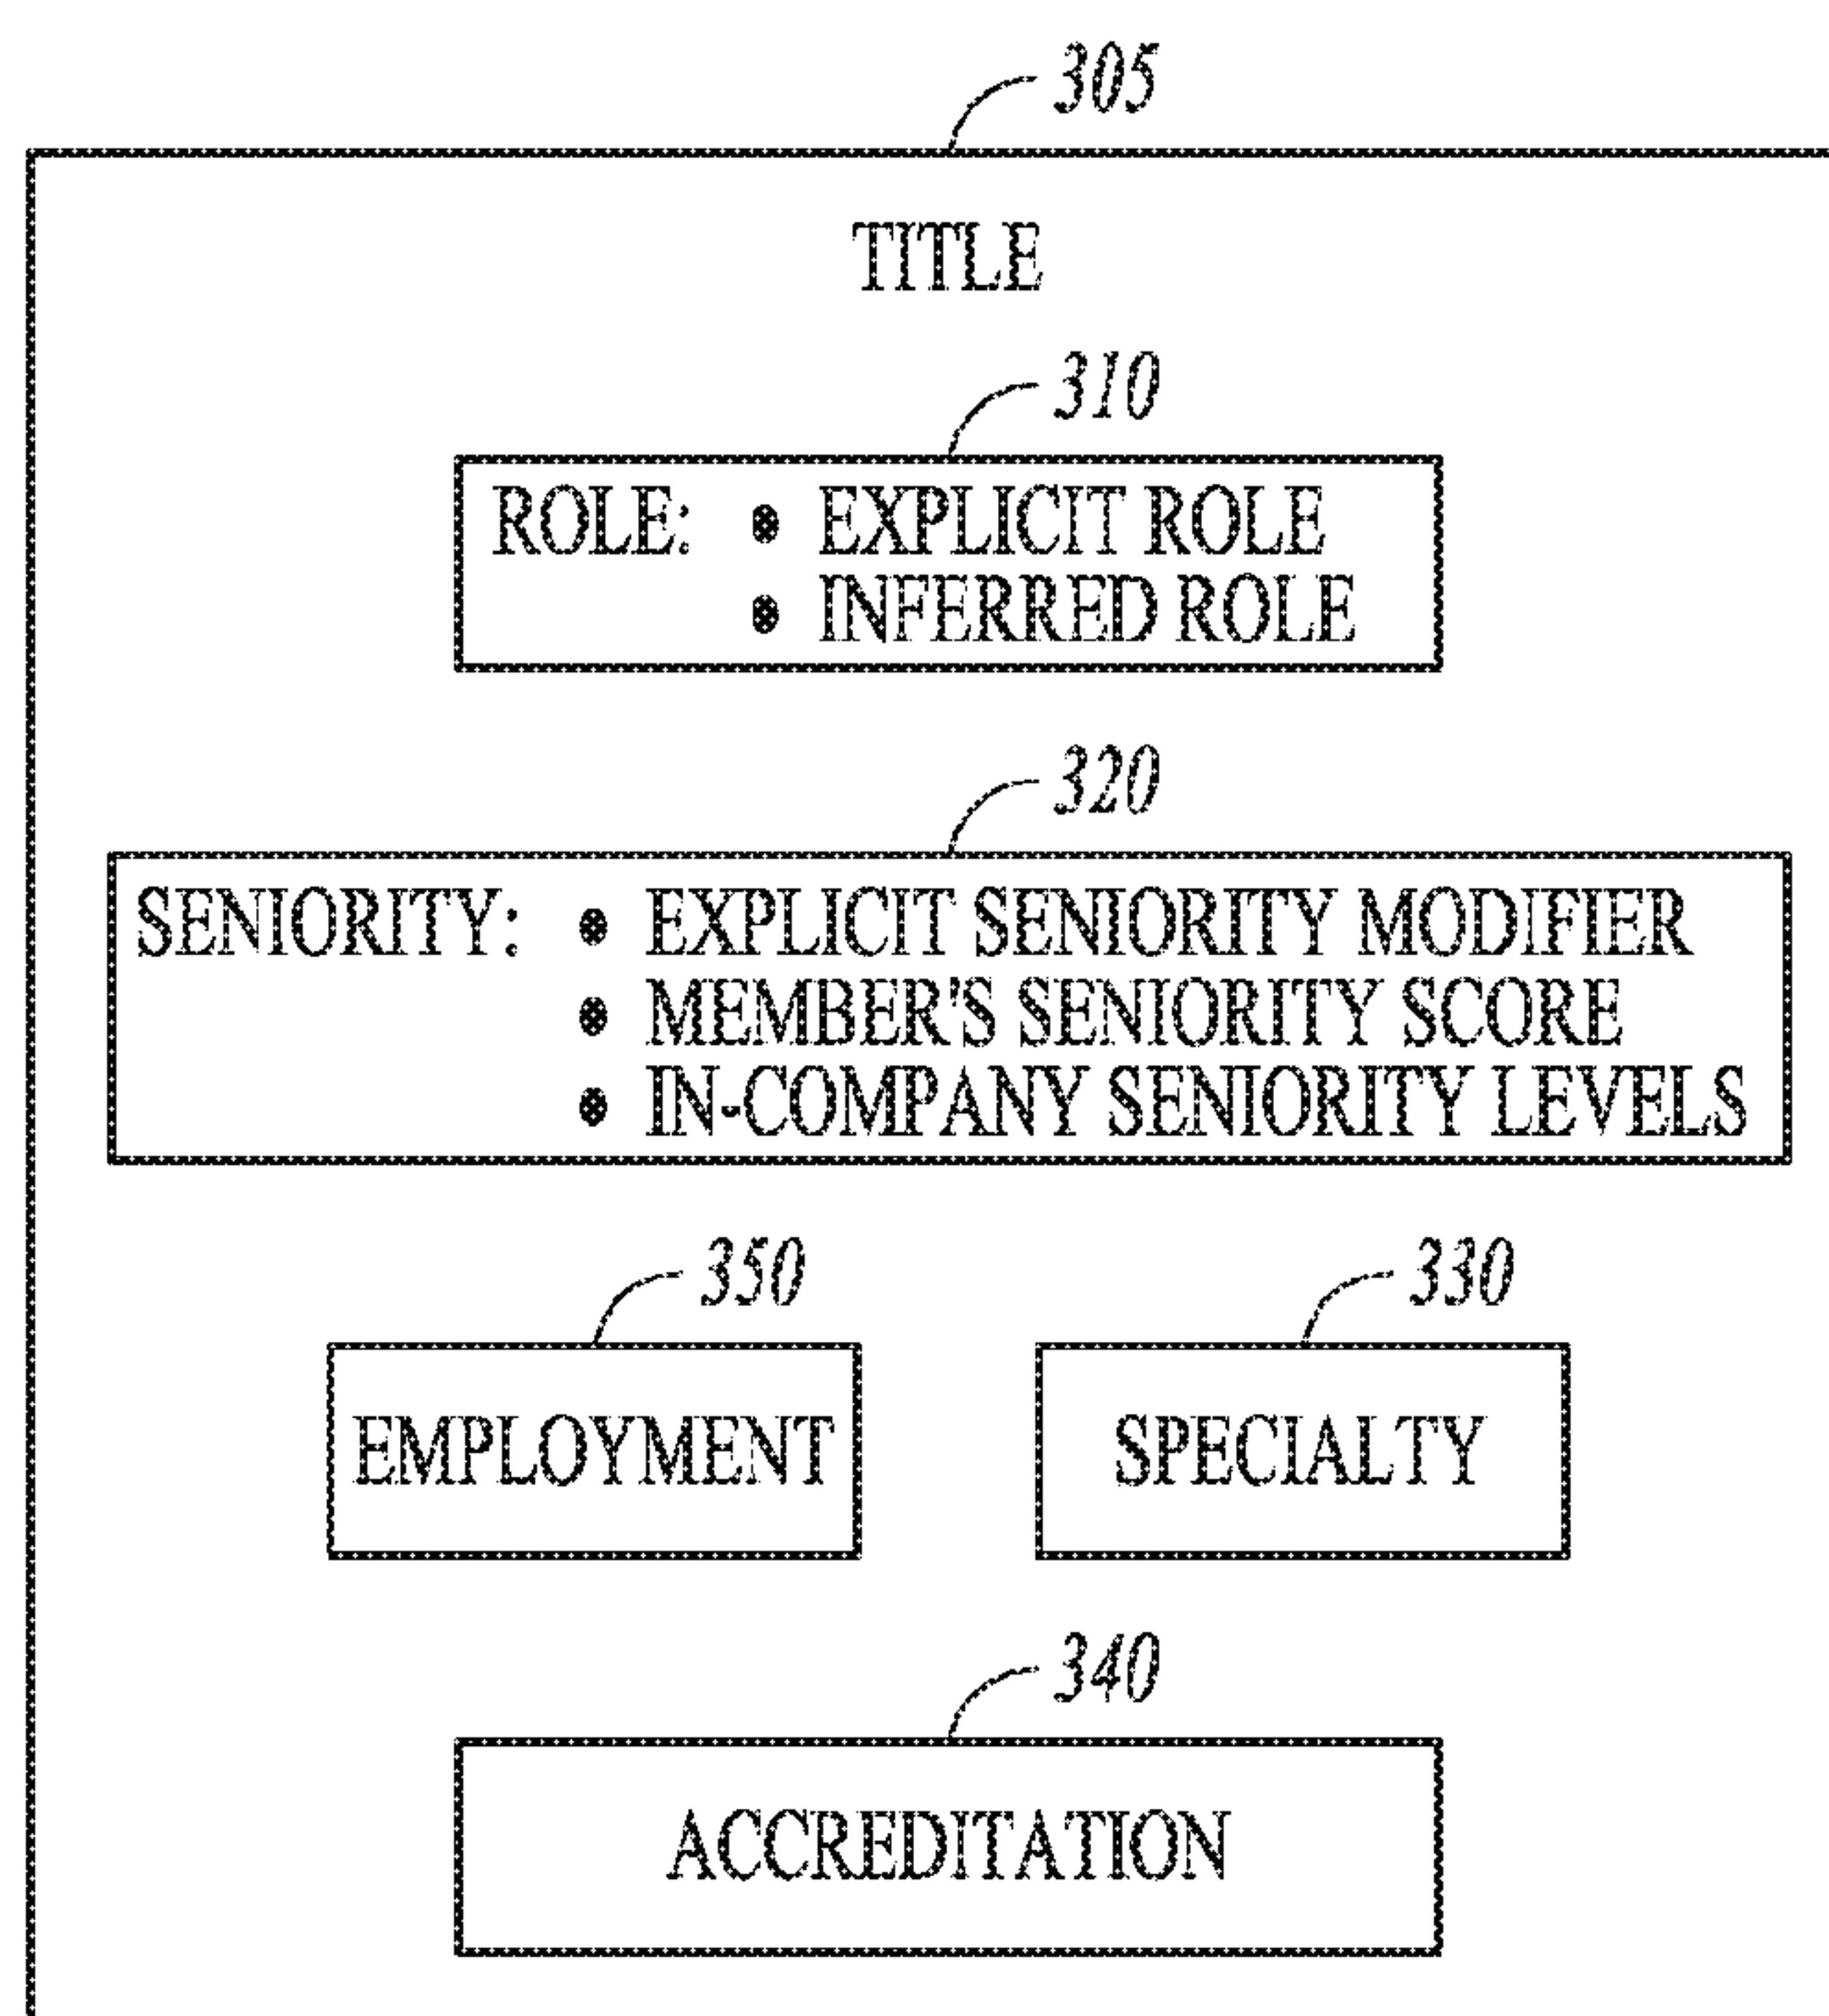 305
TITLE
310
ROLE: • EXPLICIT ROLE
• INFERRED ROLE
320
SENIORITY: • EXPLICIT SENIORITY MODIFIER
• MEMBER'S SENIORITY SCORE
• IN-COMPANY SENIORITY LEVELS
350 330
EMPLOYMENT SPECIALTY
340
ACCREDITATION